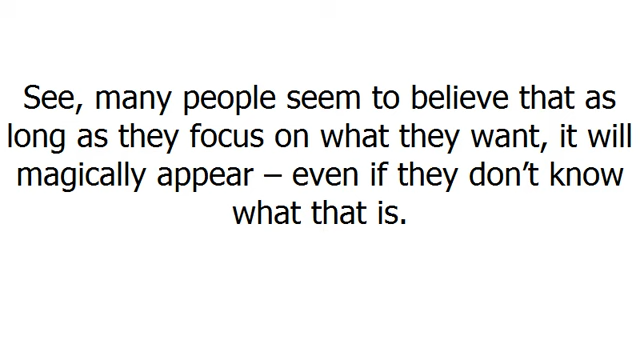 See, many people seem to believe that as
long as they focus on what they want, it will
magically appear – even if they don’t know
what that is.